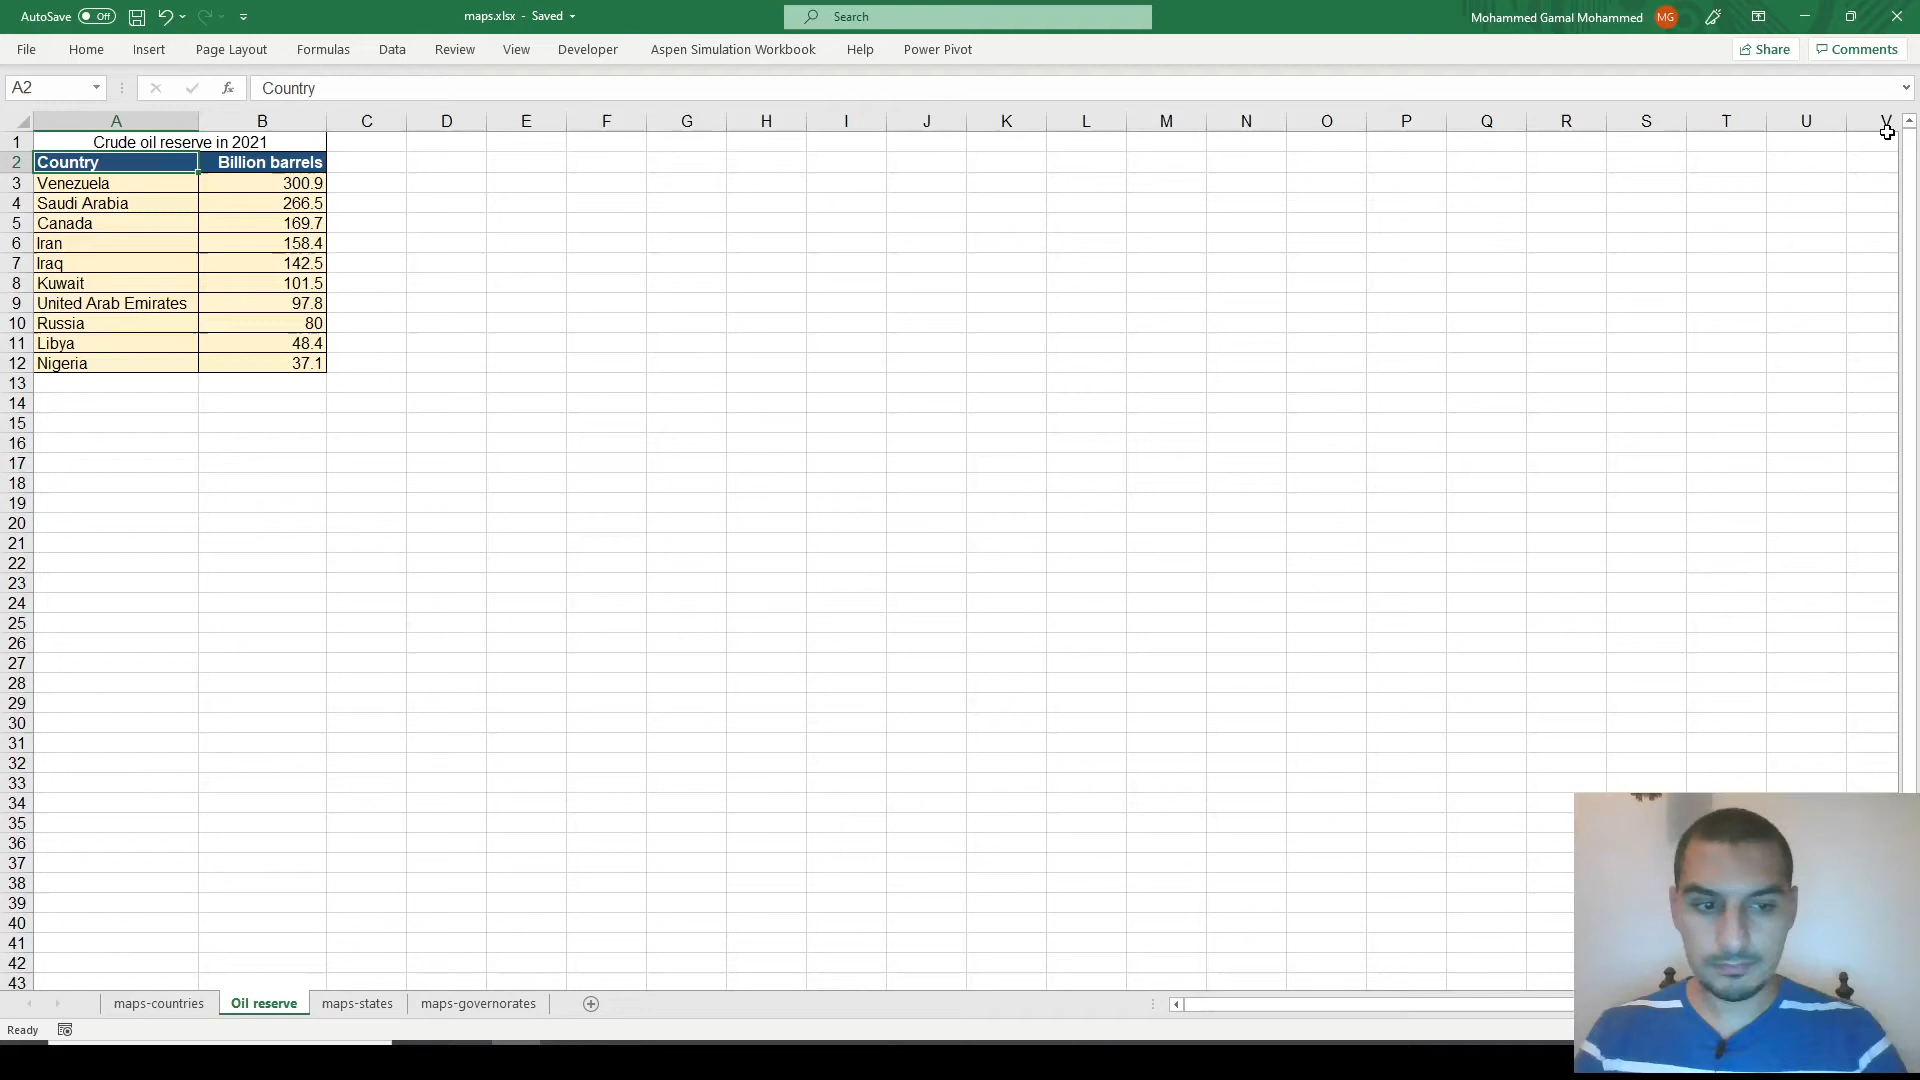 AutoSave Off maps.xlsx - Saved Search Mohammed Gamal Mohammed MG
File Home Insert Page Layout Formulas Data Review View Developer Aspen Simulation Workbook Help Power Pivot Share Comments
A2 fx Country
A B C D E F G H I J K L M N O P Q R S T U V
1 Crude oil reserve in 2021
2 Country Billion barrels
3 Venezuela 300.9
4 Saudi Arabia 266.5
5 Canada 169.7
6 Iran 158.4
7 Iraq 142.5
8 Kuwait 101.5
9 United Arab Emirates 97.8
10 Russia 80
11 Libya 48.4
12 Nigeria 37.1
13
14
15
16
17
18
19
20
21
22
23
24
25
26
27
28
29
30
31
32
33
34
35
36
37
38
39
40
41
42
43
maps-countries Oil reserve maps-states maps-governorates
Ready